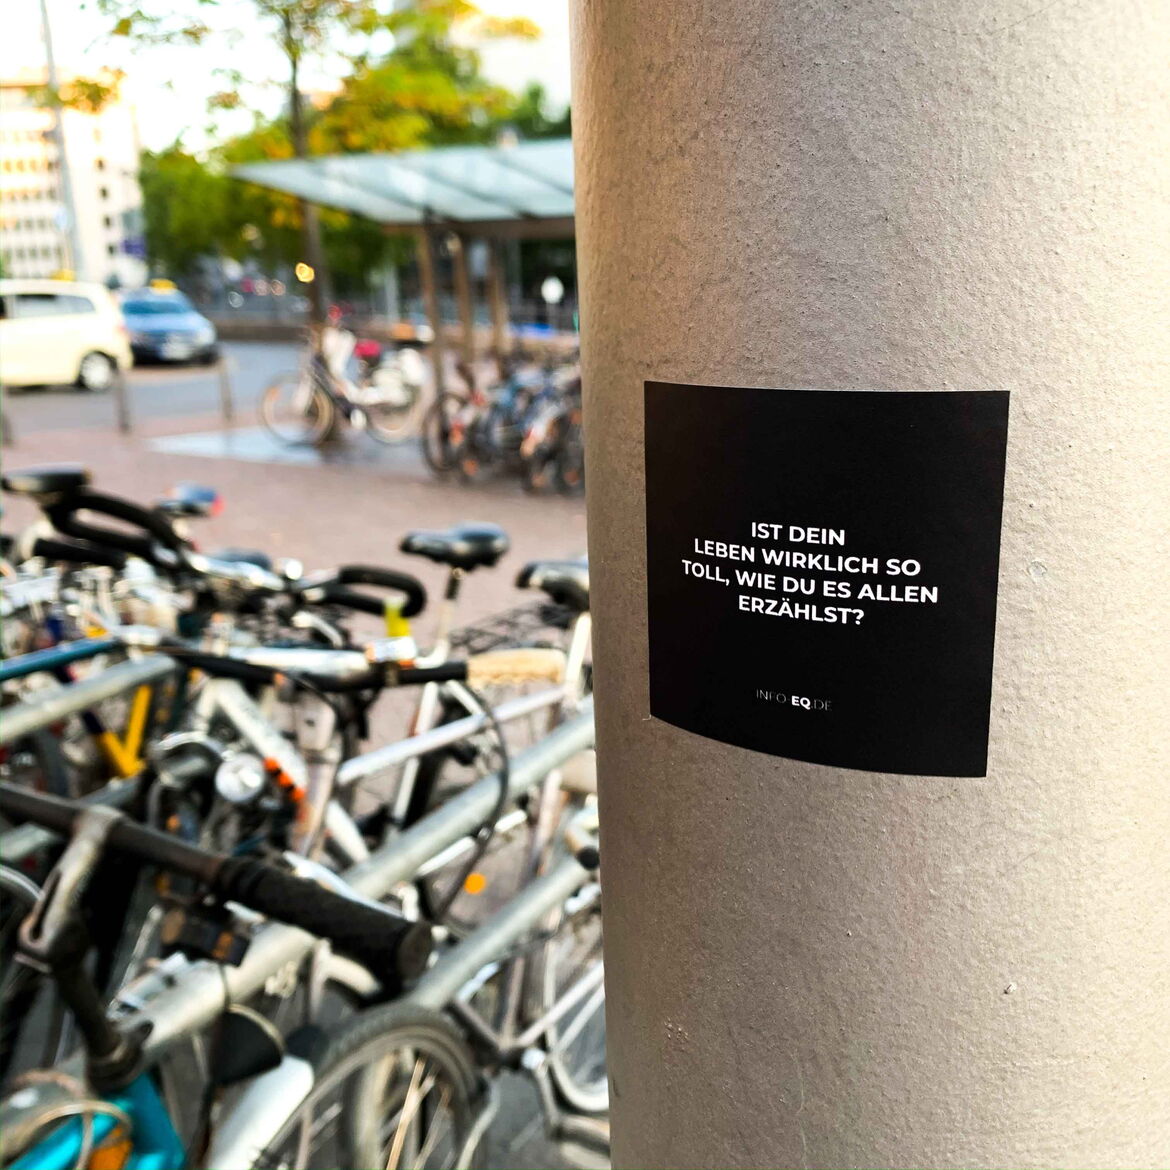 IST DEIN
LEBEN WIRKLICH SO
TOLL, WIE DU ES ALLEN
ERZÄHLST?
INFO EQ.DE